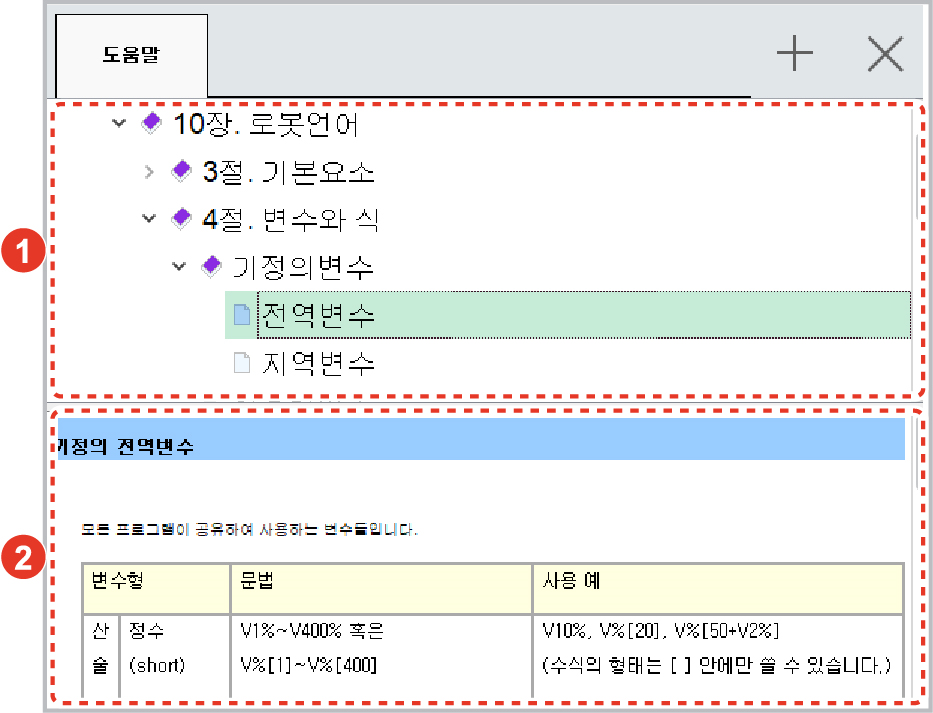 도움말
10장. 로봇언어
3절. 기본요소
4절. 변수와 식
기정의변수
1
전역변수
지역변수
기정의 전역변수
모든 프로그램이 공유하여 사용하는 변수들입니다.
2
변수형 문법 사용 예
산 정수 V1%~V400% 혹은 V10%, V%[20], V%[50+V2%]
술 (short) V%[1]~V%[400] (수식의 형태는 [ ] 안에만 쓸 수 있습니다.)